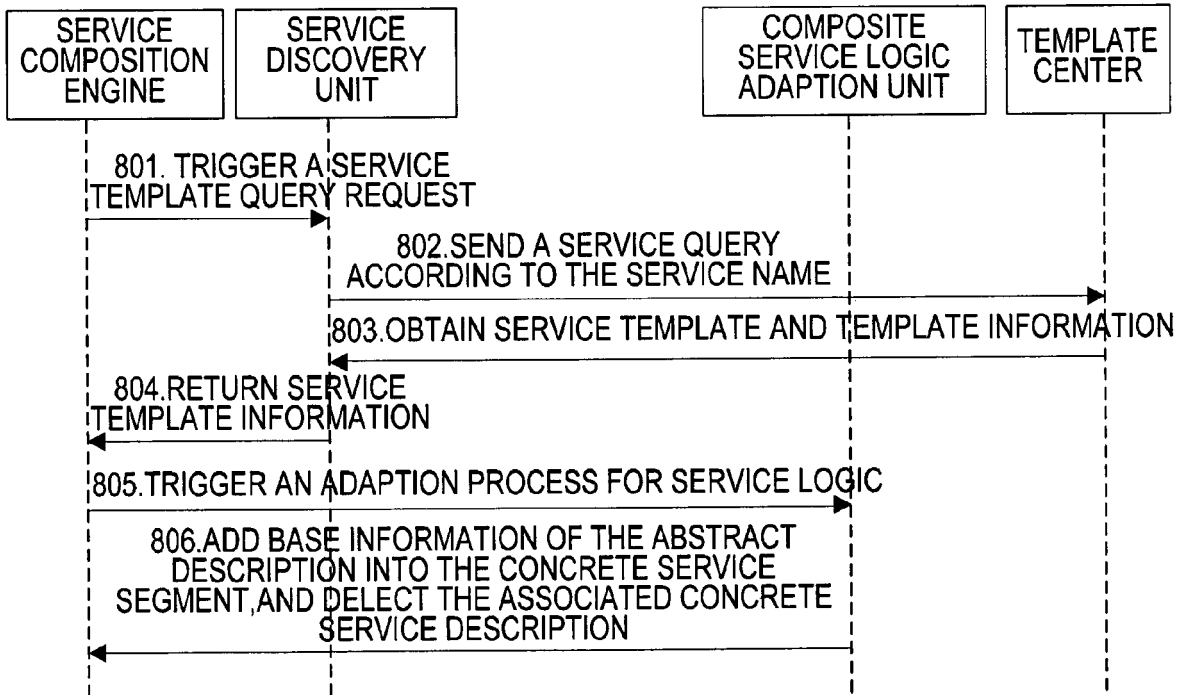 SERVICE
COMPOSITION
ENGINE
SERVICE
DISCOVERY
UNIT
COMPOSITE
SERVICE LOGIC
ADAPTION UNIT
TEMPLATE
CENTER
801. TRIGGER A SERVICE
TEMPLATE QUERY REQUEST
802.SEND A SERVICE QUERY
ACCORDING TO THE SERVICE NAME
803.OBTAIN SERVICE TEMPLATE AND TEMPLATE INFORMATION
804.RETURN SERVICE
TEMPLATE INFORMATION
805.TRIGGER AN ADAPTION PROCESS FOR SERVICE LOGIC
806.ADD BASE INFORMATION OF THE ABSTRACT
DESCRIPTION INTO THE CONCRETE SERVICE
SEGMENT,AND DELECT THE ASSOCIATED CONCRETE
SERVICE DESCRIPTION